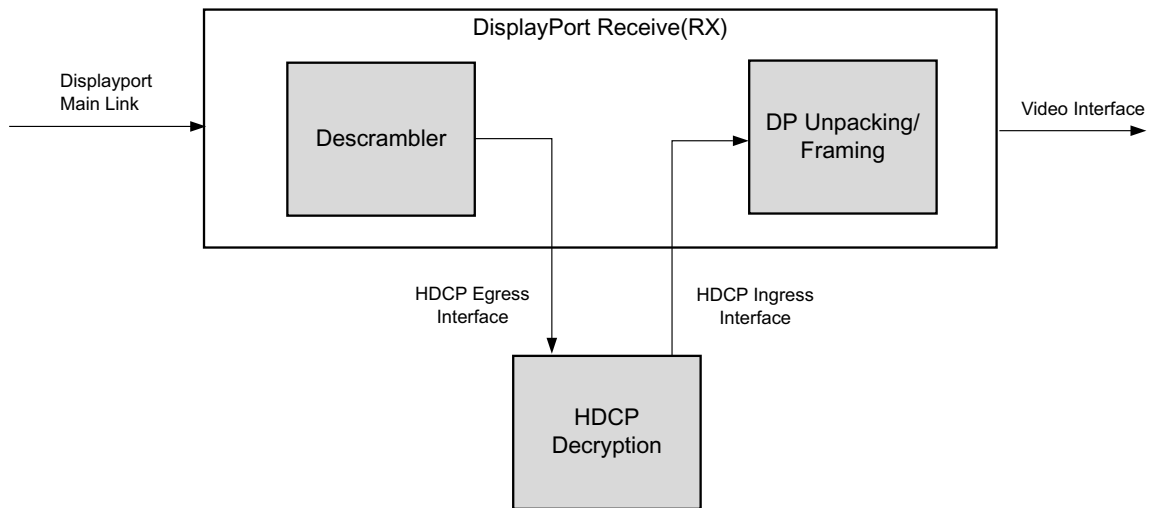 DisplayPort Receive(RX)
Displayport
Main Link
Descrambler
DP Unpacking/
Framing
Video Interface
HDCP Egress
Interface
HDCP Ingress
Interface
HDCP
Decryption